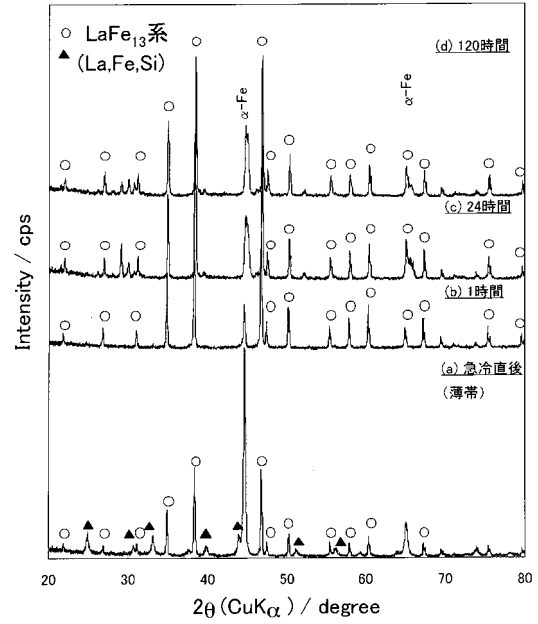 ○ LaFe₁₃系
▲ (La,Fe,Si)
(d) 120時間
α-Fe
α-Fe
(c) 24時間
(b) 1時間
(a) 急冷直後
(薄帯)
Intensity / cps
20 30 40 50 60 70 80
2θ (CuKα) / degree